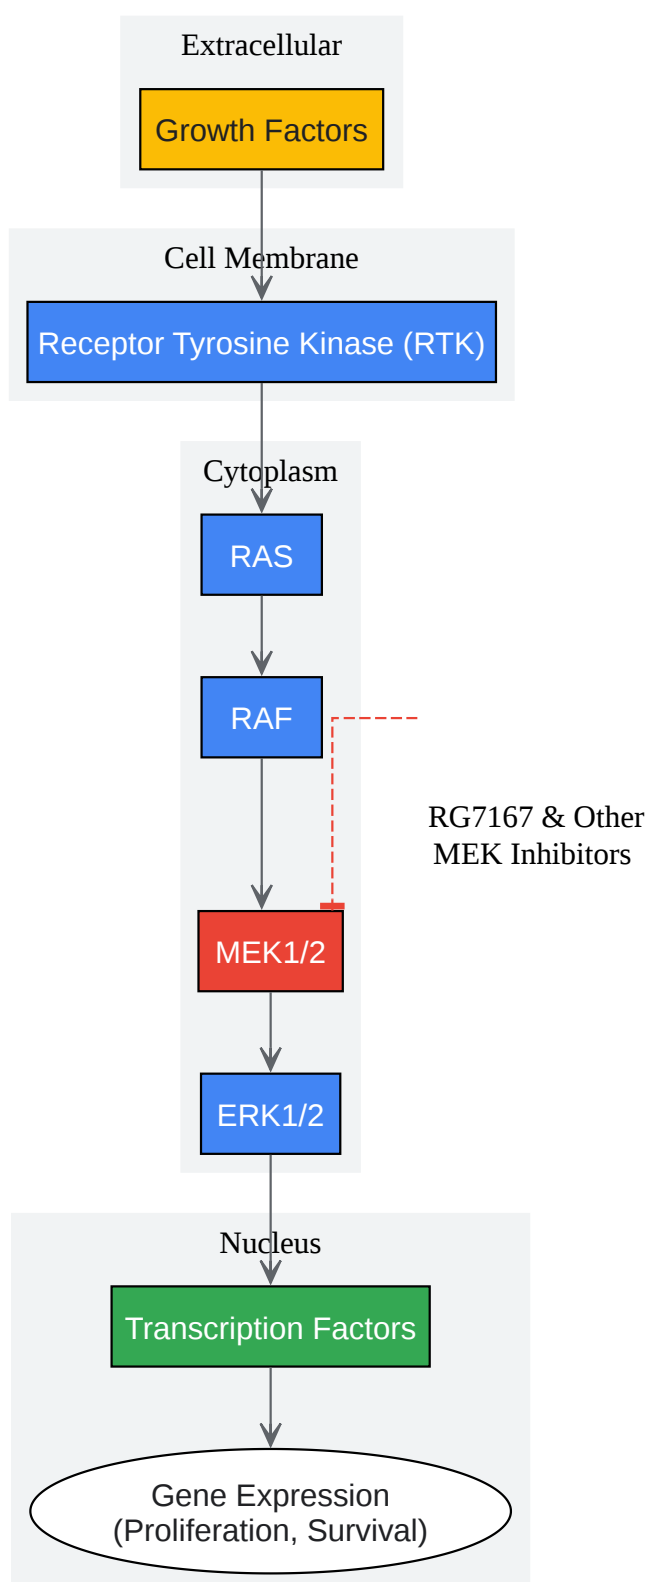 Extracellular
Growth Factors
Cell Membrane
Receptor Tyrosine Kinase (RTK)
Cytoplasm
RAS
RAF
RG7167 & Other
MEK Inhibitors
MEK1/2
ERK1/2
Nucleus
Transcription Factors
Gene Expression
(Proliferation, Survival)